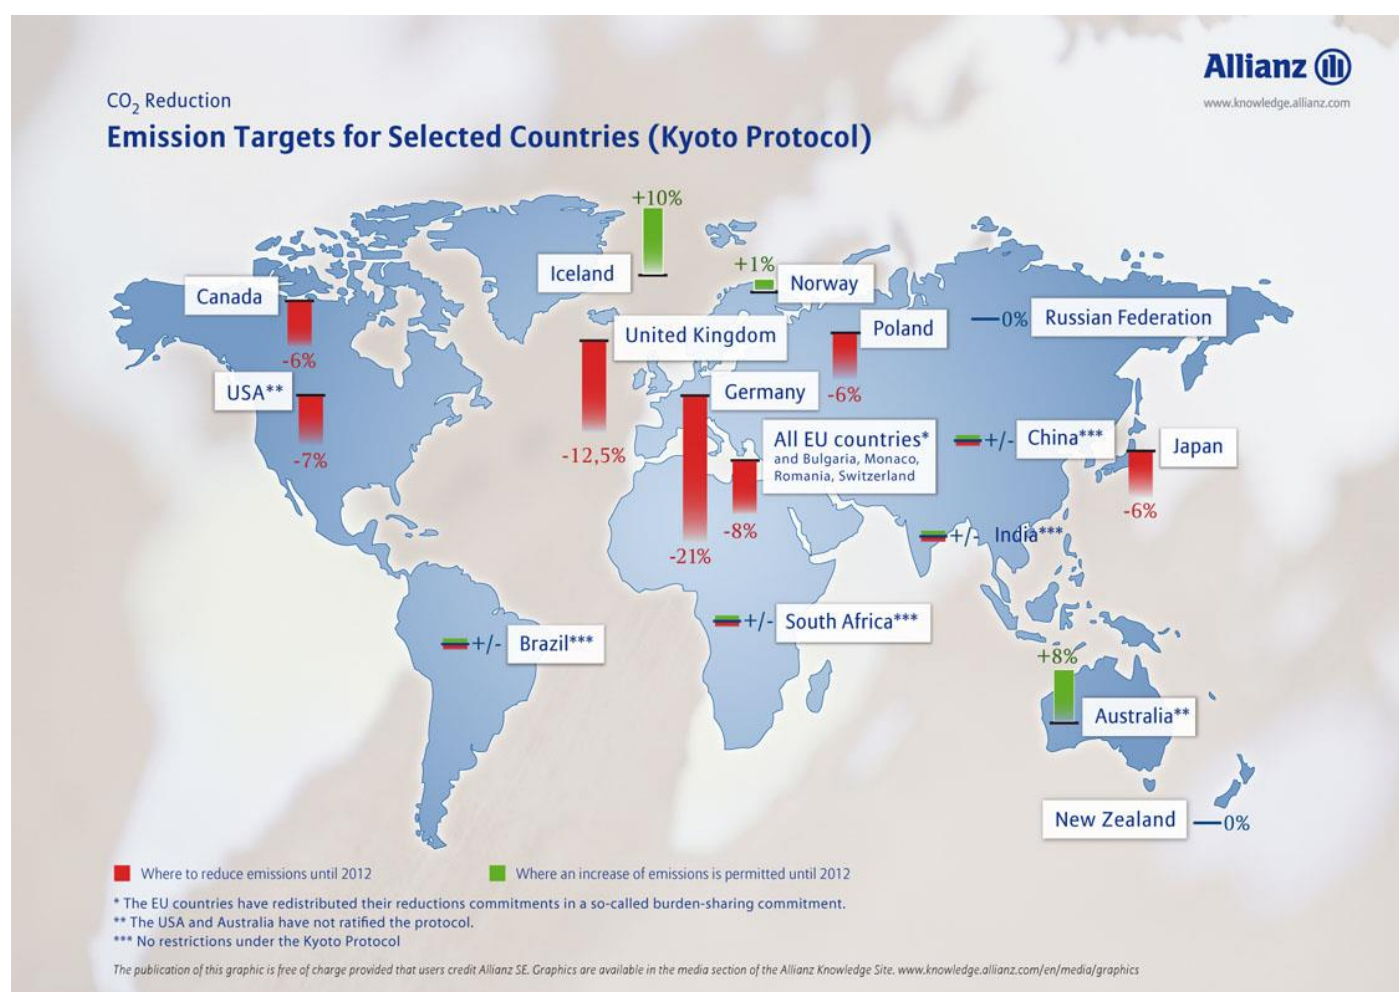 Allianz
www.knowledge.allianz.com
CO2 Reduction
Emission Targets for Selected Countries (Kyoto Protocol)
+10%
Iceland
+1%
Norway
Canada
-6%
United Kingdom
-12,5%
Poland
-6%
0% Russian Federation
USA**
-7%
Germany
-21%
All EU countries*
and Bulgaria, Monaco,
Romania, Switzerland
-8%
+/- China***
Japan
-6%
+/- India***
+/- South Africa***
+/- Brazil***
+8%
Australia**
New Zealand 0%
Where to reduce emissions until 2012
Where an increase of emissions is permitted until 2012
* The EU countries have redistributed their reductions commitments in a so-called burden-sharing commitment.
** The USA and Australia have not ratified the protocol.
*** No restrictions under the Kyoto Protocol
The publication of this graphic is free of charge provided that users credit Allianz SE. Graphics are available in the media section of the Allianz Knowledge Site. www.knowledge.allianz.com/en/media/graphics